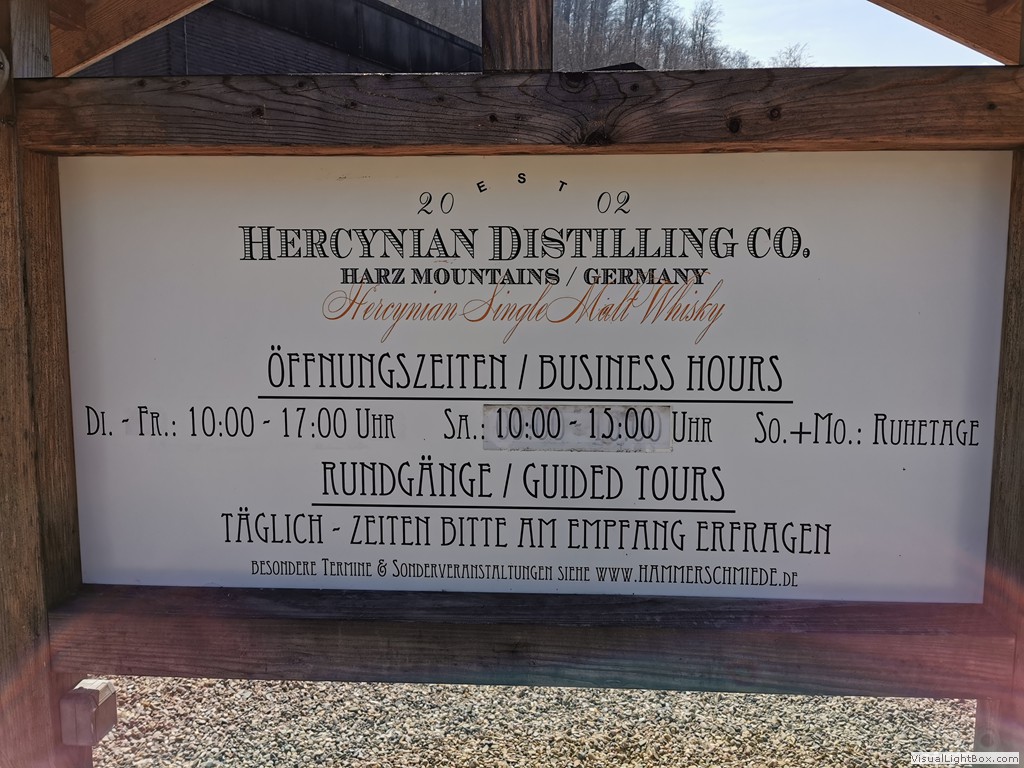 20 EST 02
HERCYNIAN DISTILLING CO.
HARZ MOUNTAINS / GERMANY
Hercynian Single Malt Whisky
ÖFFNUNGSZEITEN / BUSINESS HOURS
DI. - FR.: 10:00 - 17:00 UHR SA.: 10:00 - 15:00 UHR SO.+MO.: RUHETAGE
RUNDGÄNGE / GUIDED TOURS
TÄGLICH - ZEITEN BITTE AM EMPFANG ERFRAGEN
BESONDERE TERMINE & SONDERVERANSTALTUNGEN SIEHE WWW.HAMMERSCHMIEDE.DE
VisualLightBox.com